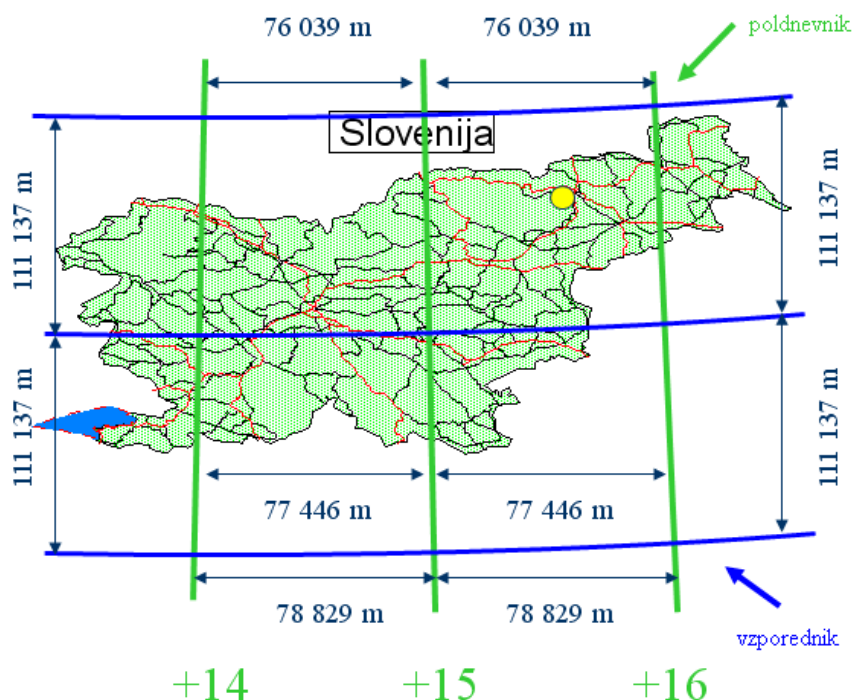 76 039 m
76 039 m
poldnevnik
Slovenija
111 137 m
111 137 m
111 137 m
111 137 m
77 446 m
77 446 m
78 829 m
78 829 m
vzporednik
+14
+15
+16